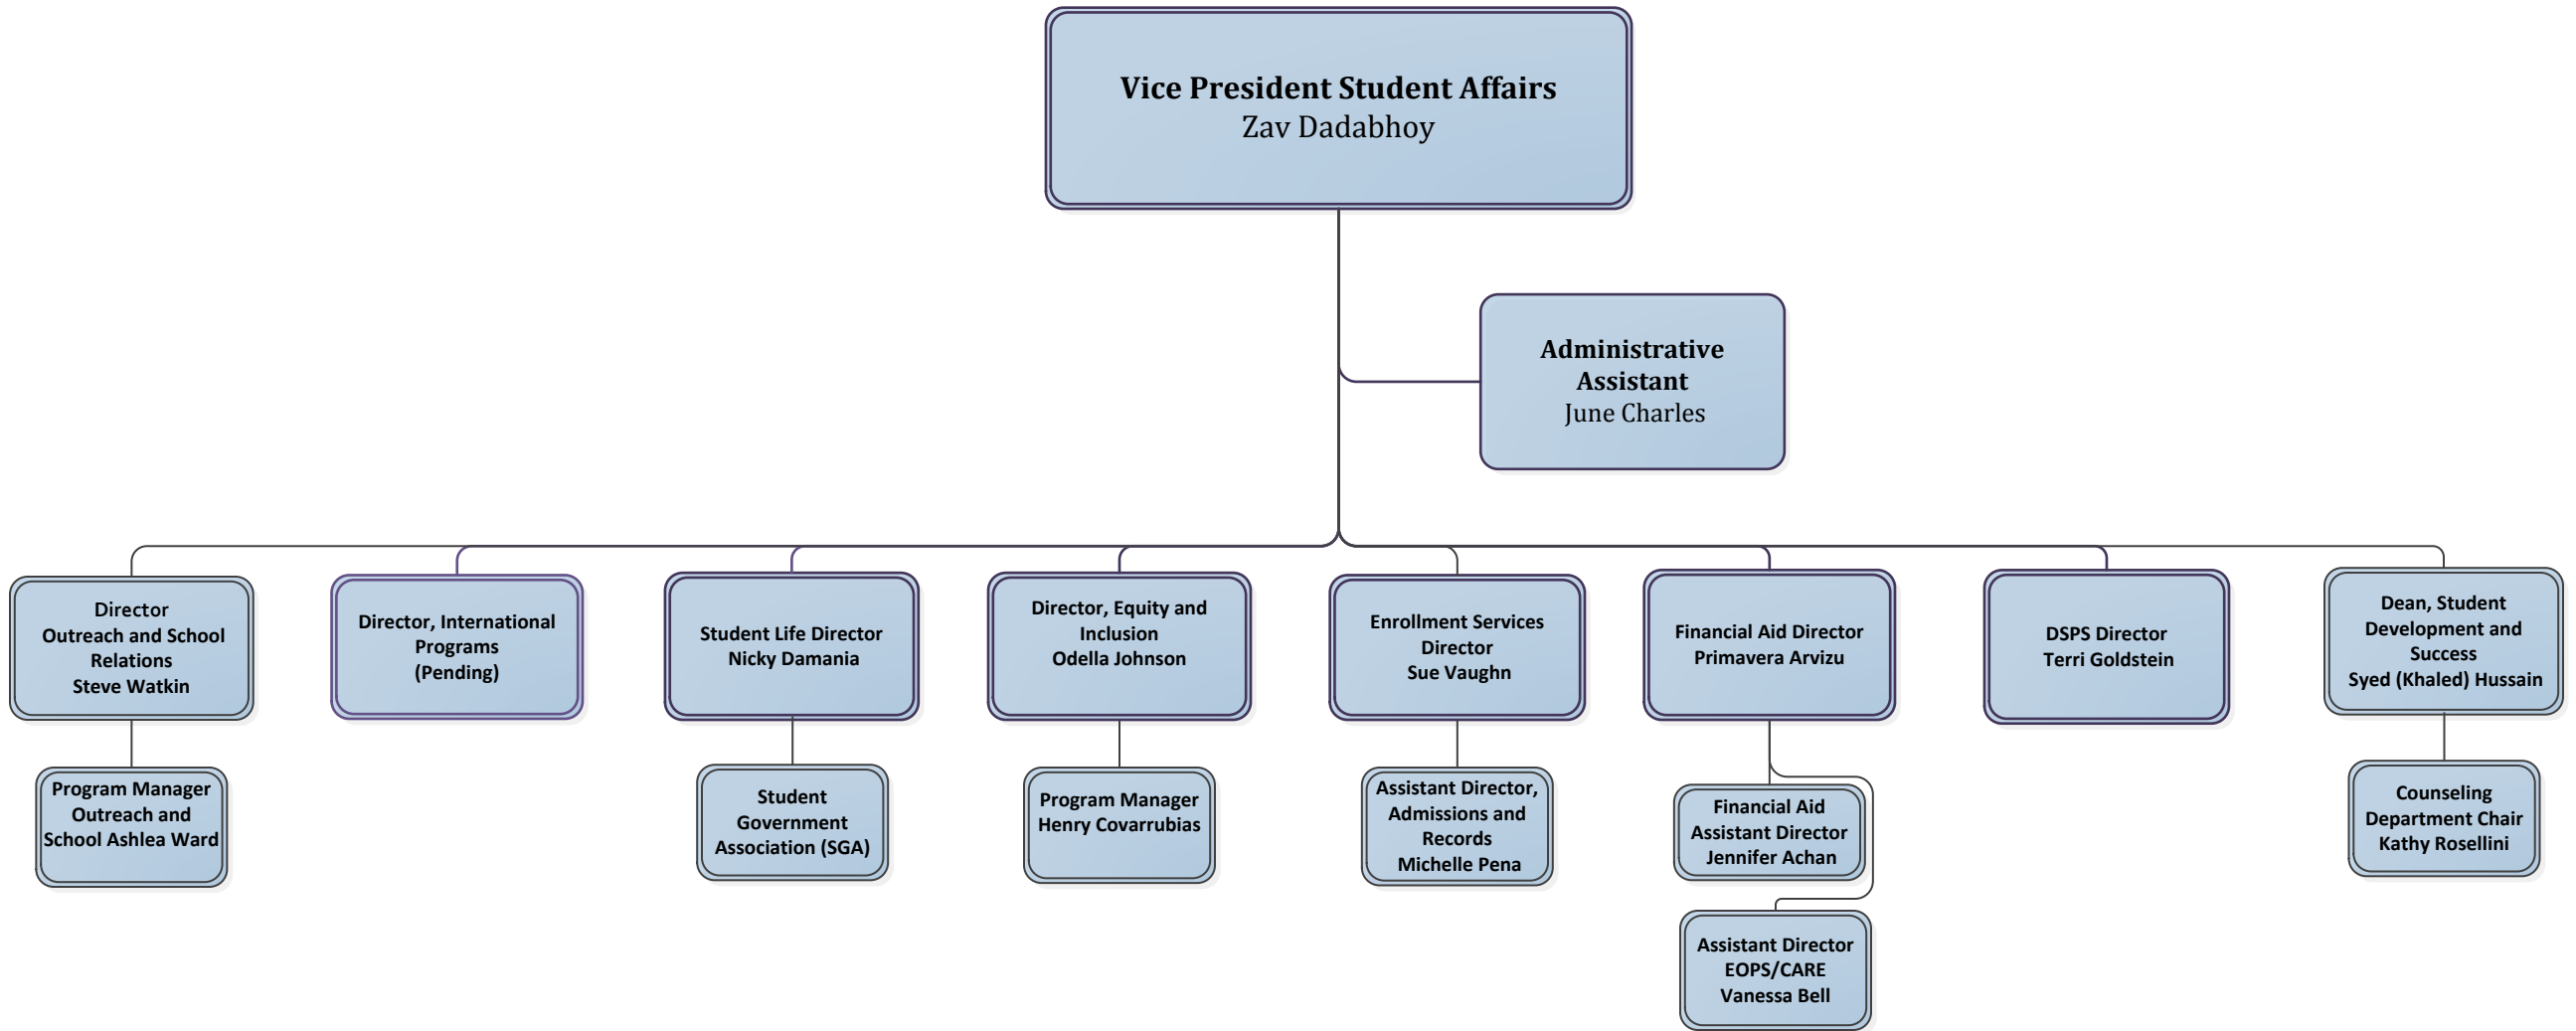 Vice President Student Affairs
Zav Dadabhoy
Administrative
Assistant
June Charles
Director
Outreach and School
Relations
Steve Watkin
Director, International
Programs
(Pending)
Student Life Director
Nicky Damania
Director, Equity and
Inclusion
Odella Johnson
Enrollment Services
Director
Sue Vaughn
Financial Aid Director
Primavera Arvizu
DSPS Director
Terri Goldstein
Dean, Student
Development and
Success
Syed (Khaled) Hussain
Program Manager
Outreach and
School Ashlea Ward
Student
Government
Association (SGA)
Program Manager
Henry Covarrubias
Assistant Director,
Admissions and
Records
Michelle Pena
Financial Aid
Assistant Director
Jennifer Achan
Counseling
Department Chair
Kathy Rosellini
Assistant Director
EOPS/CARE
Vanessa Bell